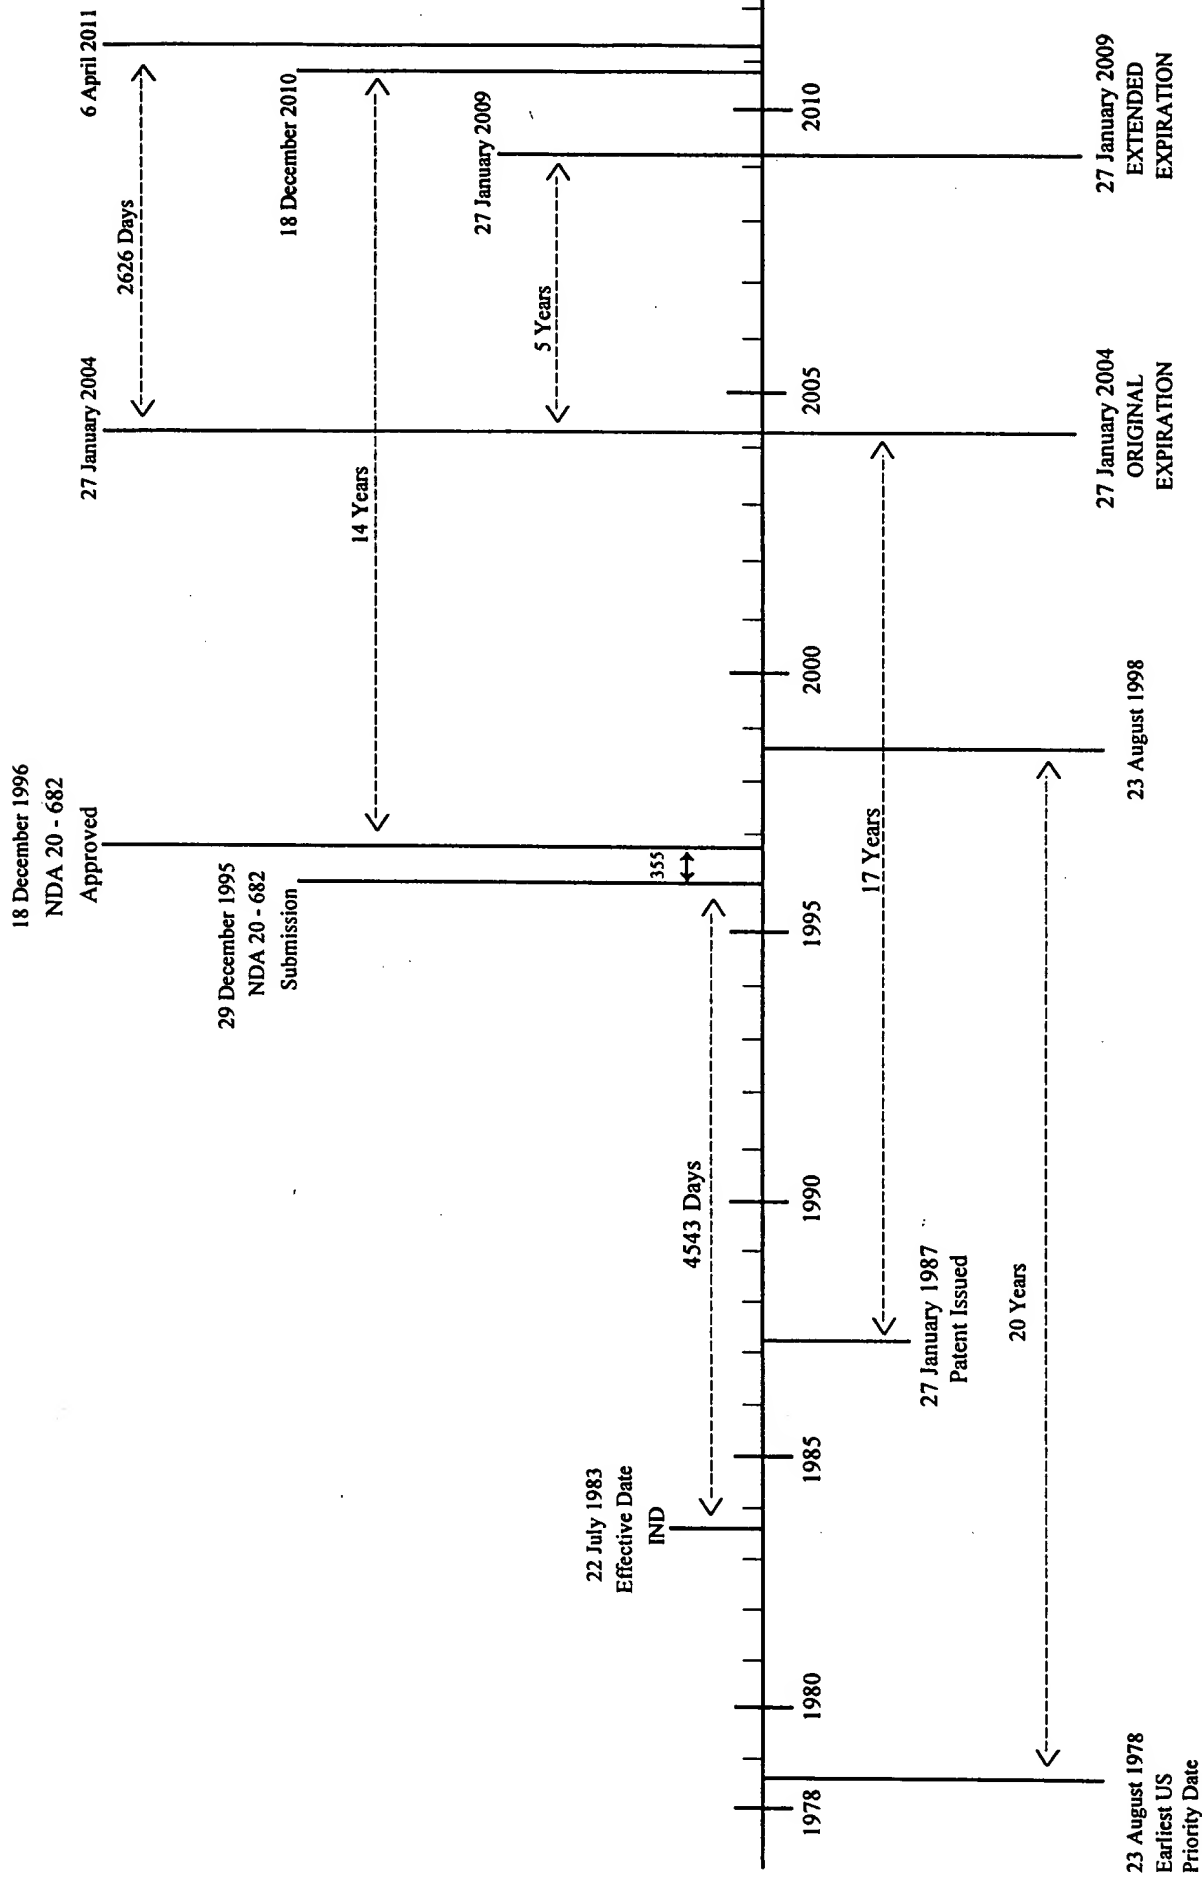 18 December 1996
NDA 20 - 682
Approved
27 January 2004
6 April 2011
2626 Days
29 December 1995
NDA 20 - 682
Submission
18 December 2010
14 Years
27 January 2009
5 Years
22 July 1983
Effective Date
IND
355
4543 Days
1978
1980
1985
1990
1995
2000
2005
2010
17 Years
27 January 1987
Patent Issued
20 Years
23 August 1978
Earliest US
Priority Date
23 August 1998
27 January 2004
ORIGINAL
EXPIRATION
27 January 2009
EXTENDED
EXPIRATION